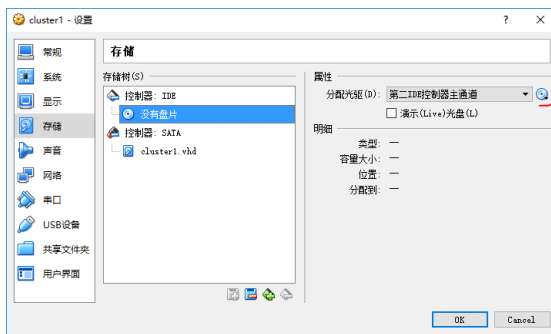 cluster1 - 设置
? ×
常规
系统
显示
存储
声音
网络
串口
USB设备
共享文件夹
用户界面
存储
存储树(S)
控制器: IDE
没有盘片
控制器: SATA
cluster1.vhd
属性
分配光驱(D): 第二IDE控制器主通道
演示(Live)光盘(L)
明细
类型: —
容量大小: —
位置: —
分配到: —
OK Cancel